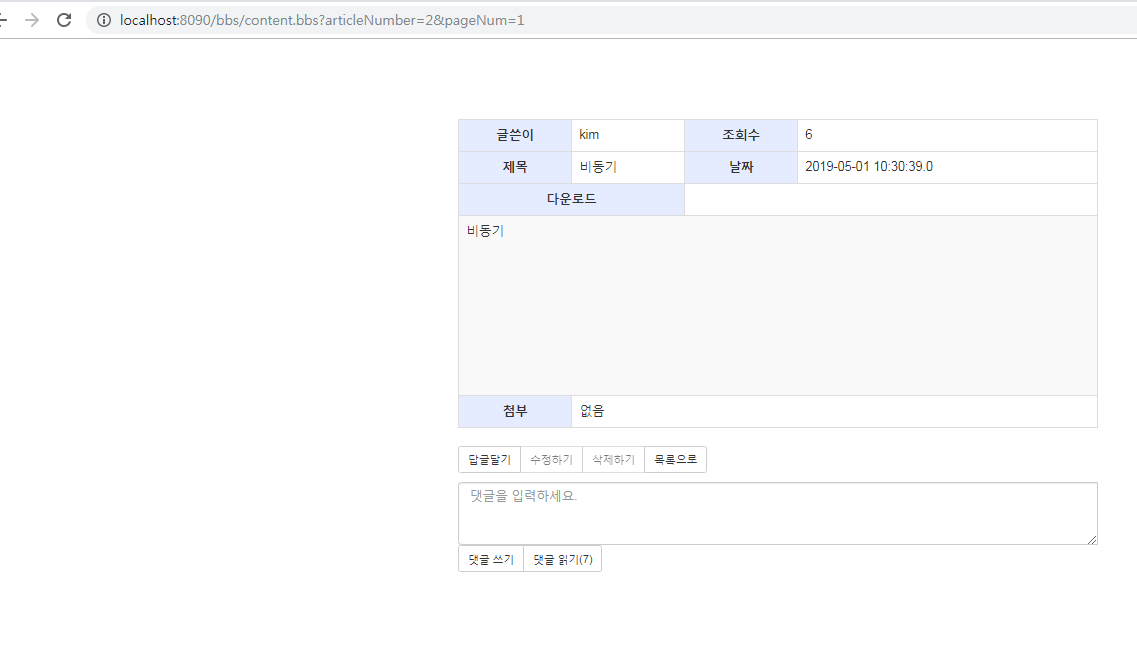 localhost:8090/bbs/content.bbs?articleNumber=2&pageNum=1
글쓴이 kim 조회수 6
제목 비동기 날짜 2019-05-01 10:30:39.0
다운로드
비동기
첨부 없음
답글달기 수정하기 삭제하기 목록으로
댓글을 입력하세요.
댓글 쓰기 댓글 읽기(7)